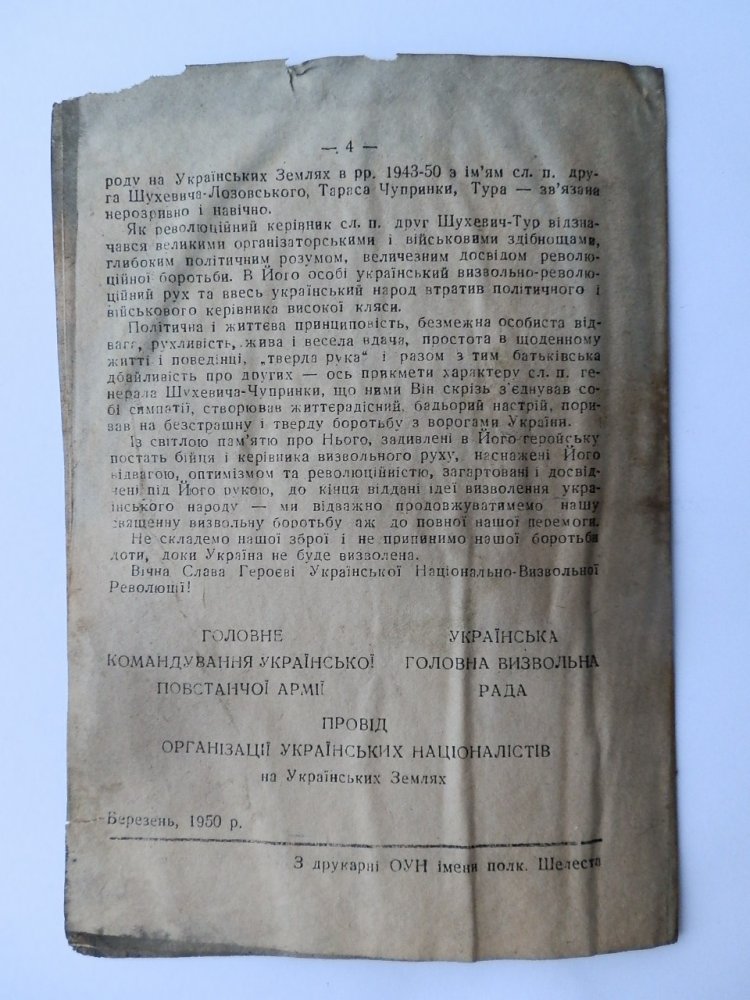 — 4 —
роду на Українських Землях в рр. 1943-50 з ім'ям сл. п. дру-
га Шухевича-Лозовського, Тараса Чупринки, Тура — зв'язана
нерозривно і навічно.
Як революційний керівник сл. п. друг Шухевич-Тур відзна-
чався великими організаторськими і військовими здібнощами,
глибоким політичним розумом, величезним досвідом револю-
ційної боротьби. В Його особі український визвольно-револю-
ційний рух та ввесь український народ втратив політичного і
військового керівника високої кляси.
Політична і життєва принциповість, безмежна особиста від-
вага, рухливість, жива і весела вдача, простота в щоденному
житті і поведінці, „тверда рука“ і разом з тим батьківська
дбайливість про других — ось прикмети характеру сл. п. ге-
нерала Шухевича-Чупринки, що ними Він скрізь з'єднував со-
бі симпатії, створював життєрадісний, бадьорий настрій, пори-
вав на безстрашну і тверду боротьбу з ворогами України.
Із світлою пам'ятю про Нього, задивлені в Його геройську
постать бійця і керівника визвольного руху, наснажені Його
відвагою, оптимізмом та революційністю, загартовані і досвід-
чені під Його рукою, до кінця віддані ідеї визволення укра-
їнського народу — ми відважно продовжуватимемо нашу
священну визвольну боротьбу аж до повної нашої перемоги.
Не складемо нашої зброї і не припинимо нашої боротьби
доти, доки Україна не буде визволена.
Вічна Слава Героєві Української Національно-Визвольної
Революції!
ГОЛОВНЕ
КОМАНДУВАННЯ УКРАЇНСЬКОЇ
ПОВСТАНЧОЇ АРМІЇ
УКРАЇНСЬКА
ГОЛОВНА ВИЗВОЛЬНА
РАДА
ПРОВІД
ОРГАНІЗАЦІЇ УКРАЇНСЬКИХ НАЦІОНАЛІСТІВ
на Українських Землях
Березень, 1950 р.
З друкарні ОУН імени полк. Шелеста